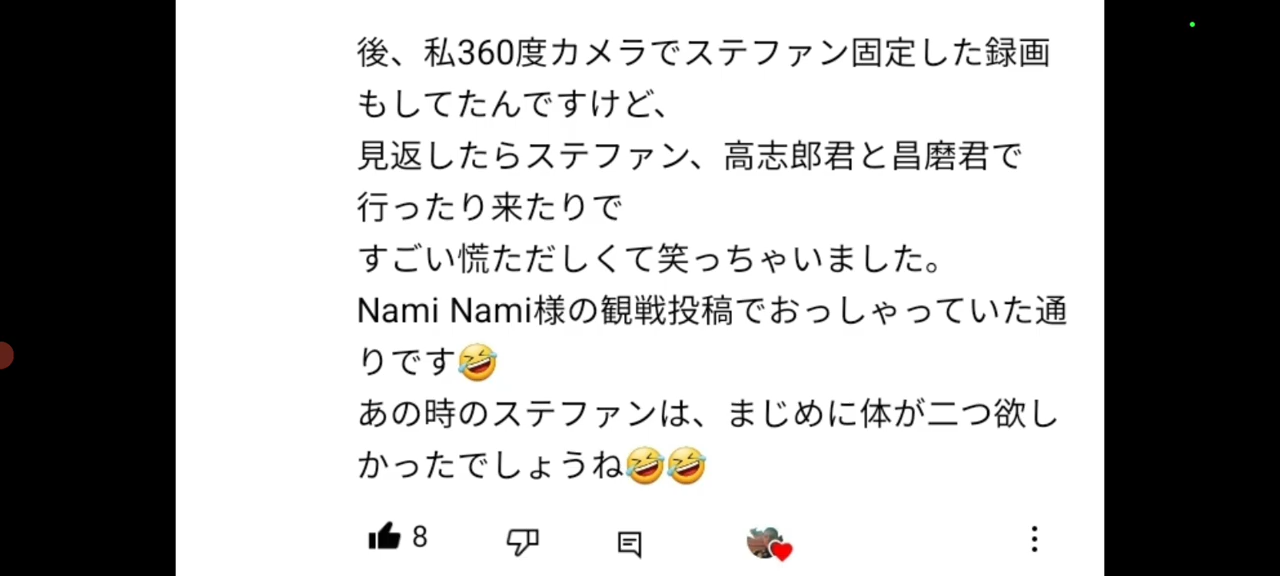 後、私360度カメラでステファン固定した録画
もしてたんですけど、
見返したらステファン、高志郎君と昌磨君で
行ったり来たりで
すごい慌ただしくて笑っちゃいました。
Nami Nami様の観戦投稿でおっしゃっていた通
りです🤣
あの時のステファンは、まじめに体が二つ欲し
かったでしょうね🤣🤣
8